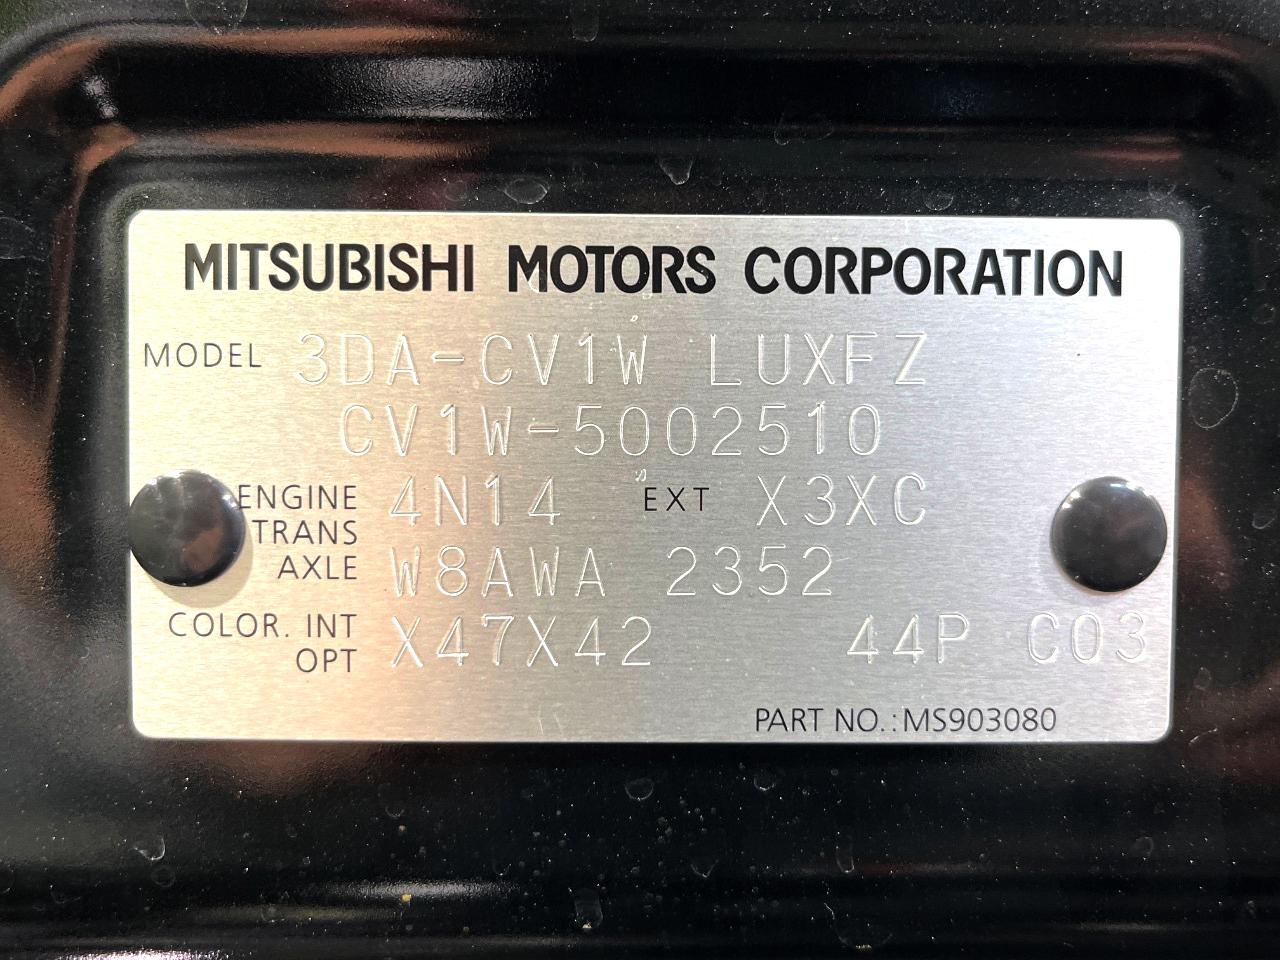 MITSUBISHI MOTORS CORPORATION
MODEL 3DA-CV1W LUXFZ
CV1W-5002510
ENGINE 4N14 EXT X3XC
TRANS
AXLE W8AWA 2352
COLOR. INT
OPT X47X42 44P C03
PART NO.:MS903080